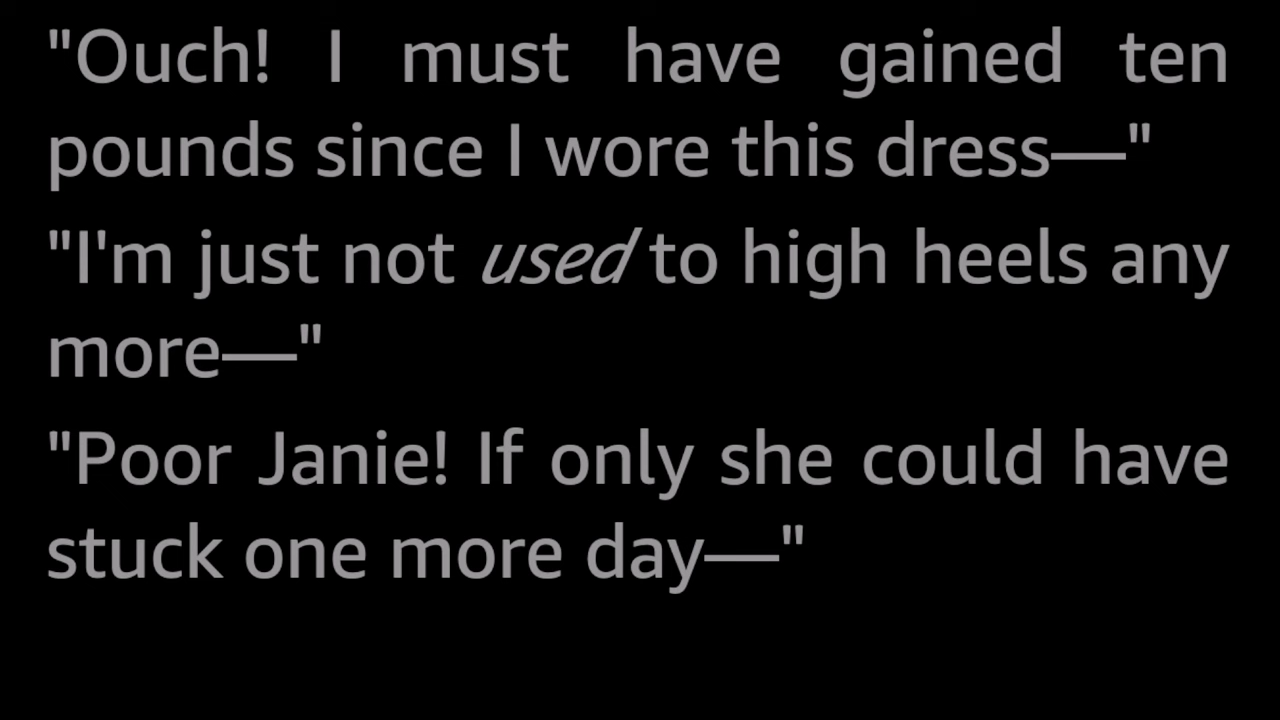 "Ouch! I must have gained ten
pounds since I wore this dress—"
"I'm just not used to high heels any
more—"
"Poor Janie! If only she could have
stuck one more day—"